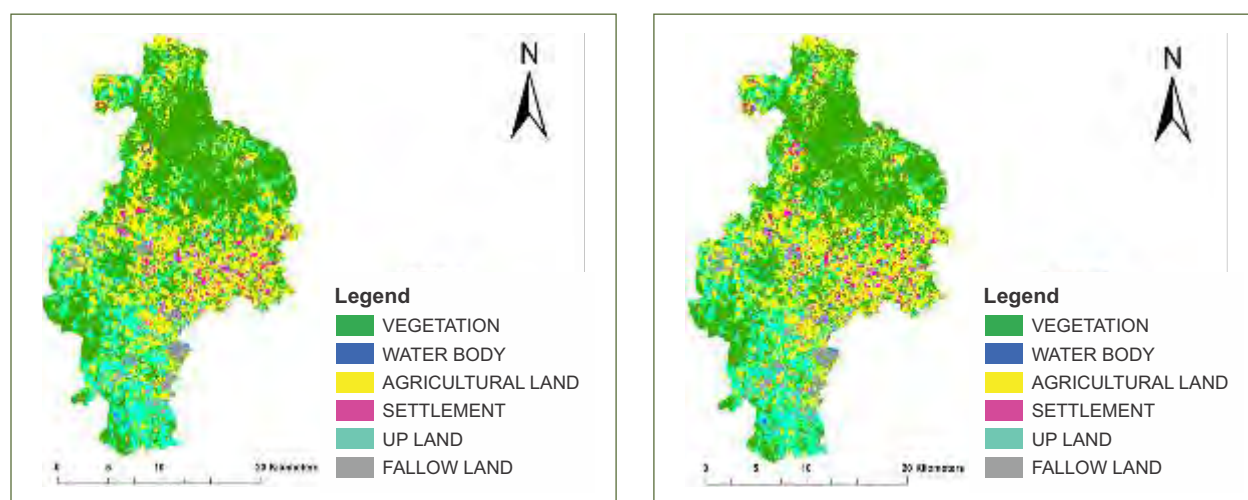 N
Legend
VEGETATION
WATER BODY
AGRICULTURAL LAND
SETTLEMENT
UP LAND
FALLOW LAND
0 5 10 20 Kilometers
N
Legend
VEGETATION
WATER BODY
AGRICULTURAL LAND
SETTLEMENT
UP LAND
FALLOW LAND
0 5 10 20 Kilometers